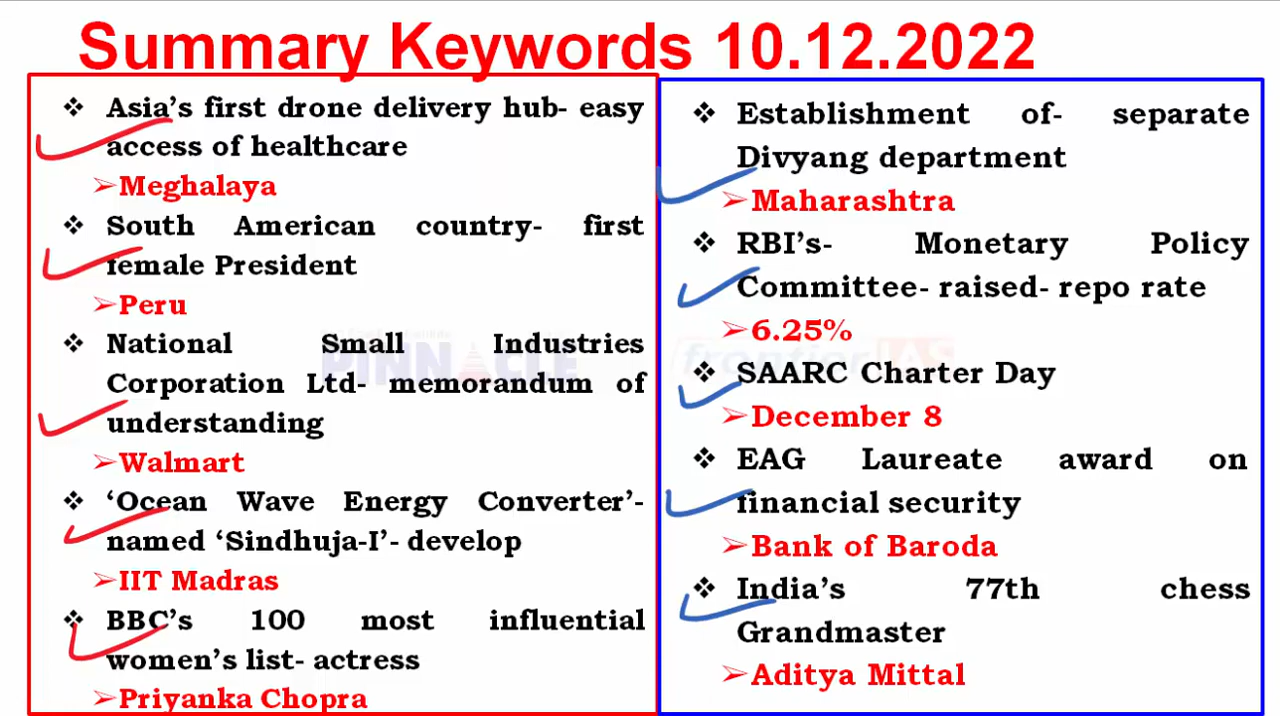 Summary Keywords 10.12.2022
❖ Asia's first drone delivery hub- easy
access of healthcare
➢Meghalaya
❖ South American country- first
female President
➢Peru
❖ National Small Industries
Corporation Ltd- memorandum of
understanding
➢Walmart
❖ 'Ocean Wave Energy Converter'-
named 'Sindhuja-I'- develop
➢IIT Madras
❖ BBC's 100 most influential
women's list- actress
➢Priyanka Chopra
❖ Establishment of- separate
Divyang department
➢Maharashtra
❖ RBI's- Monetary Policy
Committee- raised- repo rate
➢6.25%
❖ SAARC Charter Day
➢December 8
❖ EAG Laureate award on
financial security
➢Bank of Baroda
❖ India's 77th chess
Grandmaster
➢Aditya Mittal
PINNACLE
frontier IAS